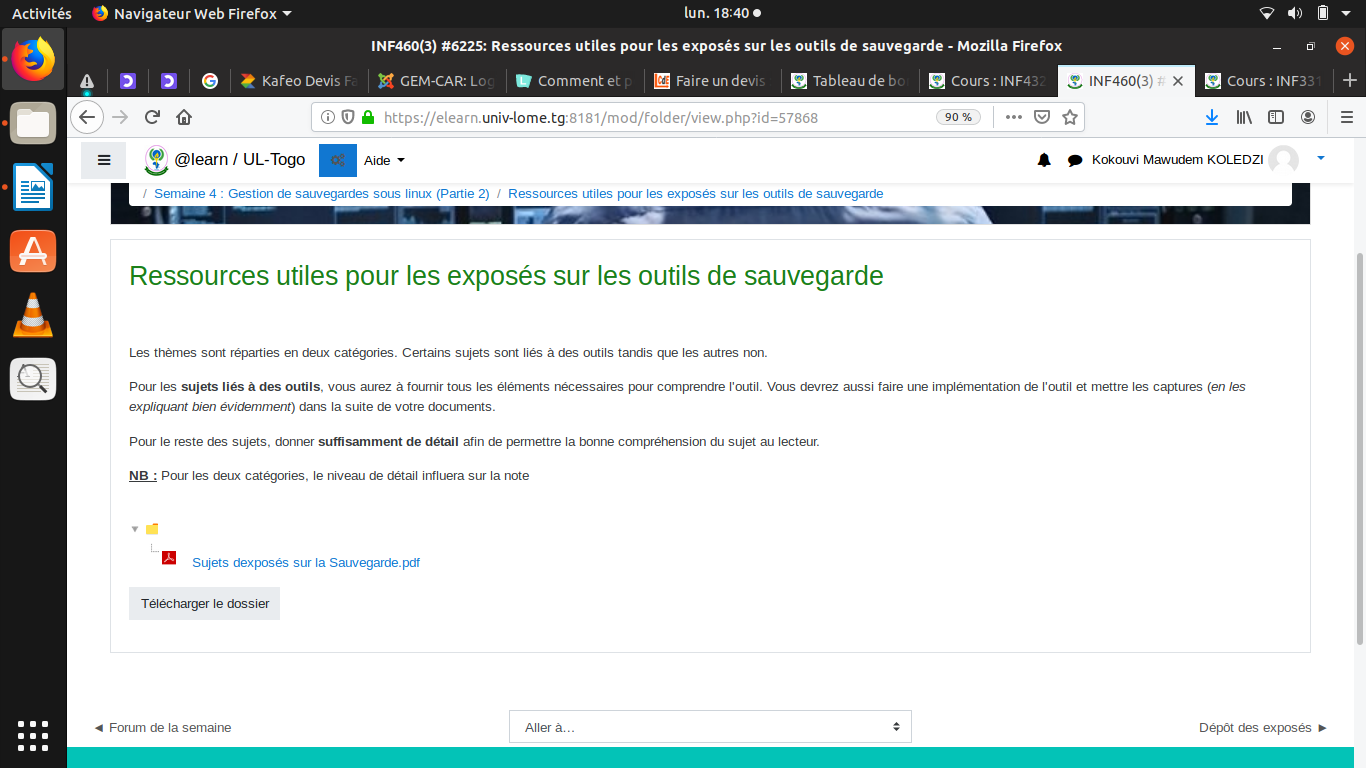 Activités
Navigateur Web Firefox
lun. 18:40
INF460(3) #6225: Ressources utiles pour les exposés sur les outils de sauvegarde - Mozilla Firefox
Kafeo Devis Fa
GEM-CAR: Log
Comment et p
Faire un devis
Tableau de bo
Cours : INF432
INF460(3) #
Cours : INF331
https://elearn.univ-lome.tg:8181/mod/folder/view.php?id=57868
90 %
@learn / UL-Togo
Aide
Kokouvi Mawudem KOLEDZI
/ Semaine 4 : Gestion de sauvegardes sous linux (Partie 2) / Ressources utiles pour les exposés sur les outils de sauvegarde
Ressources utiles pour les exposés sur les outils de sauvegarde
Les thèmes sont réparties en deux catégories. Certains sujets sont liés à des outils tandis que les autres non.
Pour les sujets liés à des outils, vous aurez à fournir tous les éléments nécessaires pour comprendre l'outil. Vous devrez aussi faire une implémentation de l'outil et mettre les captures (en les
expliquant bien évidemment) dans la suite de votre documents.
Pour le reste des sujets, donner suffisamment de détail afin de permettre la bonne compréhension du sujet au lecteur.
NB : Pour les deux catégories, le niveau de détail influera sur la note
Sujets dexposés sur la Sauvegarde.pdf
Télécharger le dossier
◄ Forum de la semaine
Aller à...
Dépôt des exposés ►